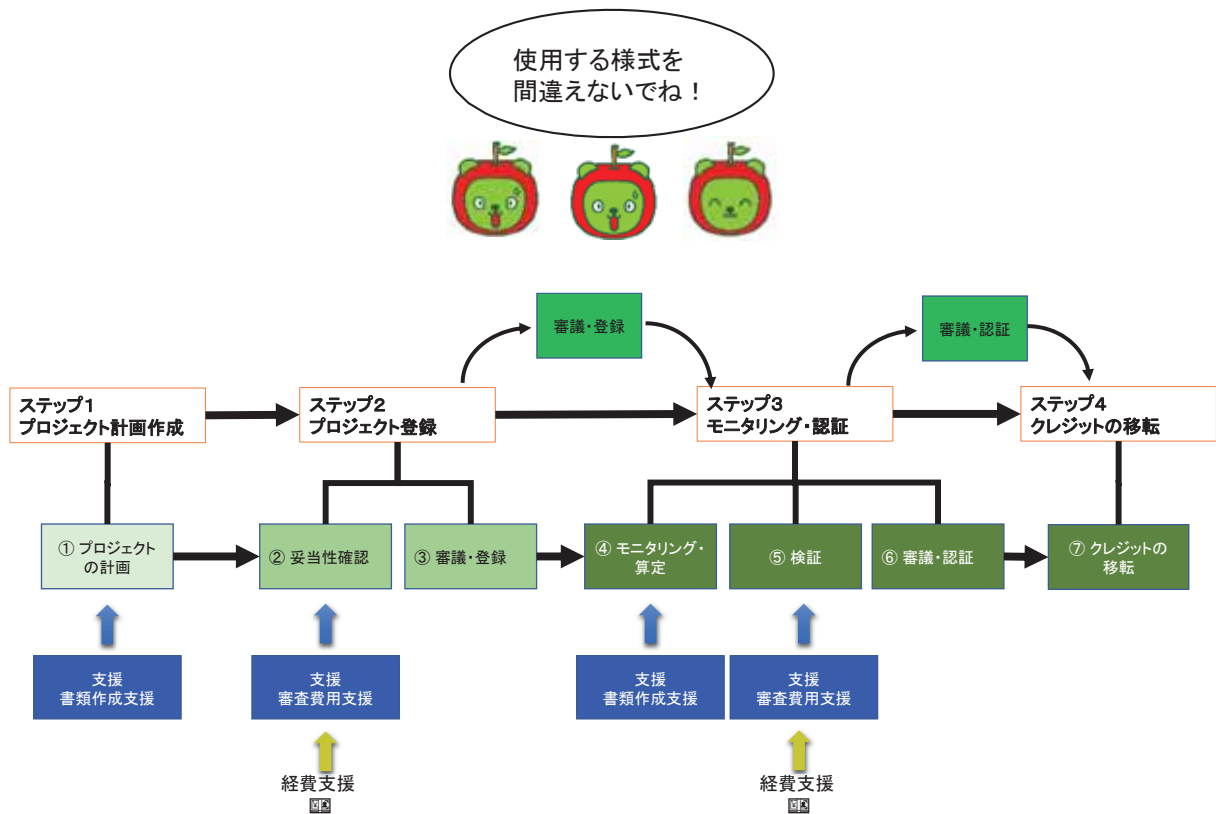 使用する様式を
間違えないでね！
審議・登録
審議・認証
ステップ1
プロジェクト計画作成
ステップ2
プロジェクト登録
ステップ3
モニタリング・認証
ステップ4
クレジットの移転
① プロジェクト
の計画
② 妥当性確認
③ 審議・登録
④ モニタリング・
算定
⑤ 検証
⑥ 審議・認証
⑦ クレジットの
移転
支援
書類作成支援
支援
審査費用支援
支援
書類作成支援
支援
審査費用支援
経費支援
経費支援